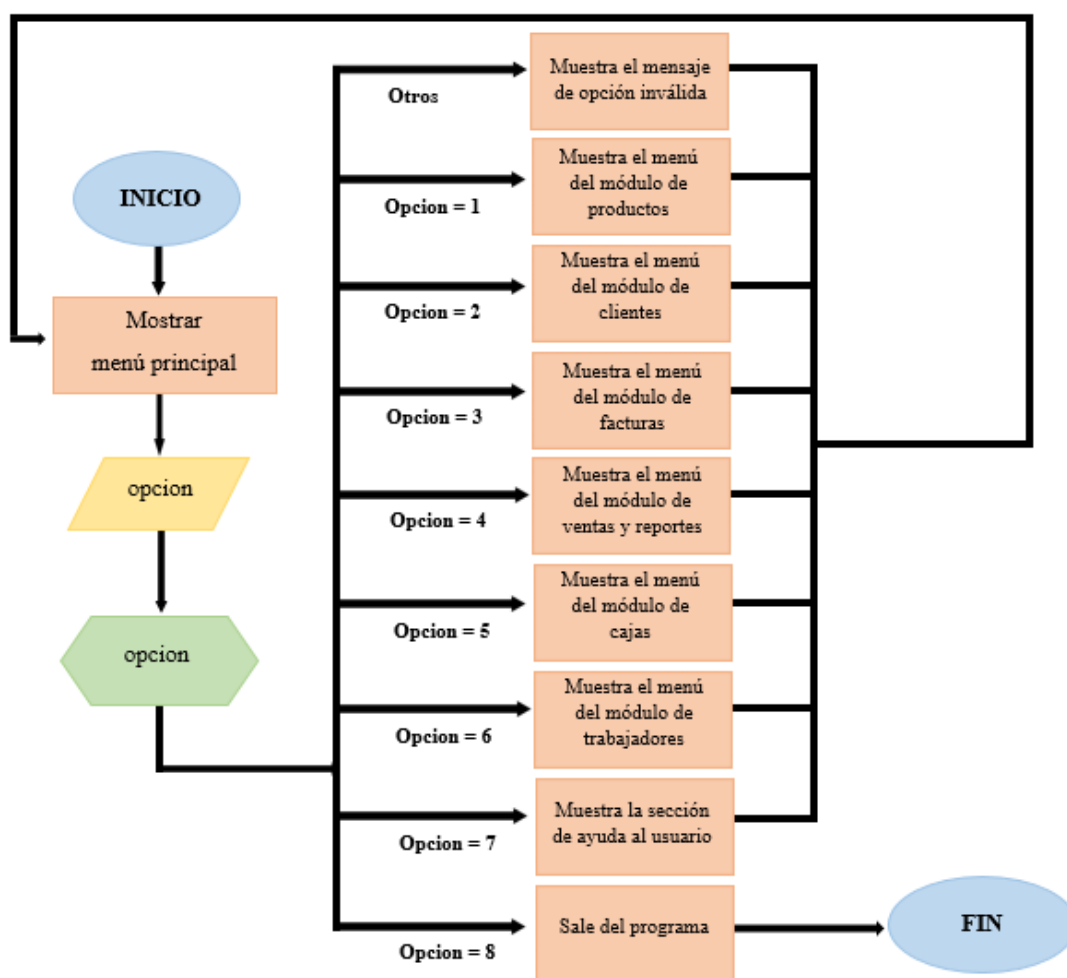 INICIO
Mostrar
menú principal
opcion
opcion
Otros
Muestra el mensaje
de opción inválida
Opcion = 1
Muestra el menú
del módulo de
productos
Opcion = 2
Muestra el menú
del módulo de
clientes
Opcion = 3
Muestra el menú
del módulo de
facturas
Opcion = 4
Muestra el menú
del módulo de
ventas y reportes
Opcion = 5
Muestra el menú
del módulo de
cajas
Opcion = 6
Muestra el menú
del módulo de
trabajadores
Opcion = 7
Muestra la sección
de ayuda al usuario
Opcion = 8
Sale del programa
FIN